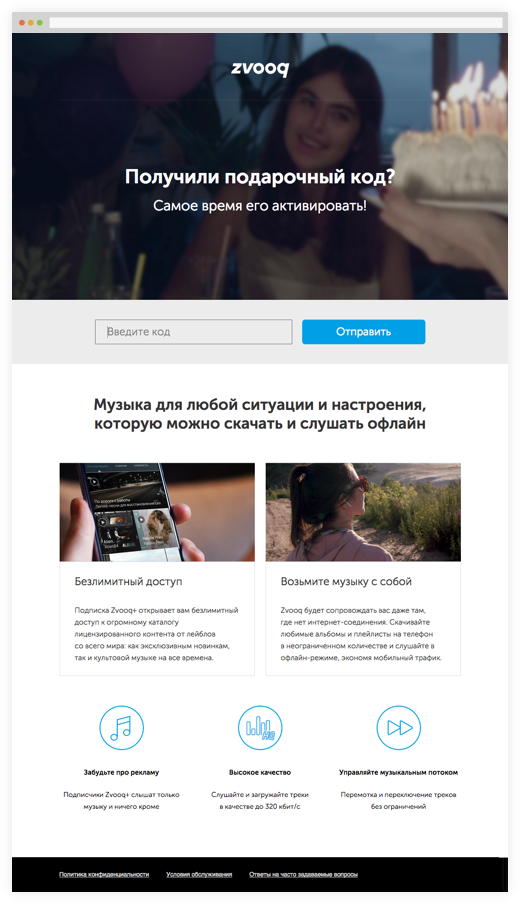 zvooq
Получили подарочный код?
Самое время его активировать!
Введите код
Отправить
Музыка для любой ситуации и настроения,
которую можно скачать и слушать офлайн
По дороге с работы
Безлимитный доступ
Возьмите музыку с собой
Подписка Zvooq+ открывает вам безлимитный
доступ к огромному каталогу
лицензированного контента от лейблов
со всего мира: как эксклюзивным новинкам,
так и культовой музыке на все времена.
Zvooq будет сопровождать вас даже там,
где нет интернет-соединения. Скачивайте
любимые альбомы и плейлисты на телефон
в неограниченном количестве и слушайте в
офлайн-режиме, экономя мобильный трафик.
HQ
Забудьте про рекламу
Высокое качество
Управляйте музыкальным потоком
Подписчики Zvooq+ слышат только
музыку и ничего кроме
Слушайте и загружайте треки
в качестве до 320 кбит/с
Перемотка и переключение треков
без ограничений
Политика конфиденциальности
Условия обслуживания
Ответы на часто задаваемые вопросы